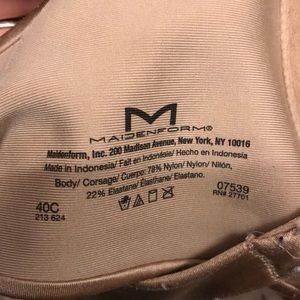 M
MAIDENFORM®
Maidenform, Inc. 200 Madison Avenue, New York, NY 10016
Made in Indonesia/ Fait en Indonésie/ Hecho en Indonesia
Body/ Corsage/ Cuerpo: 78% Nylon/ Nylon/ Nilón,
22% Elastane/ Élasthane/ Elastano.
40C
213 624
07539
RN# 27701